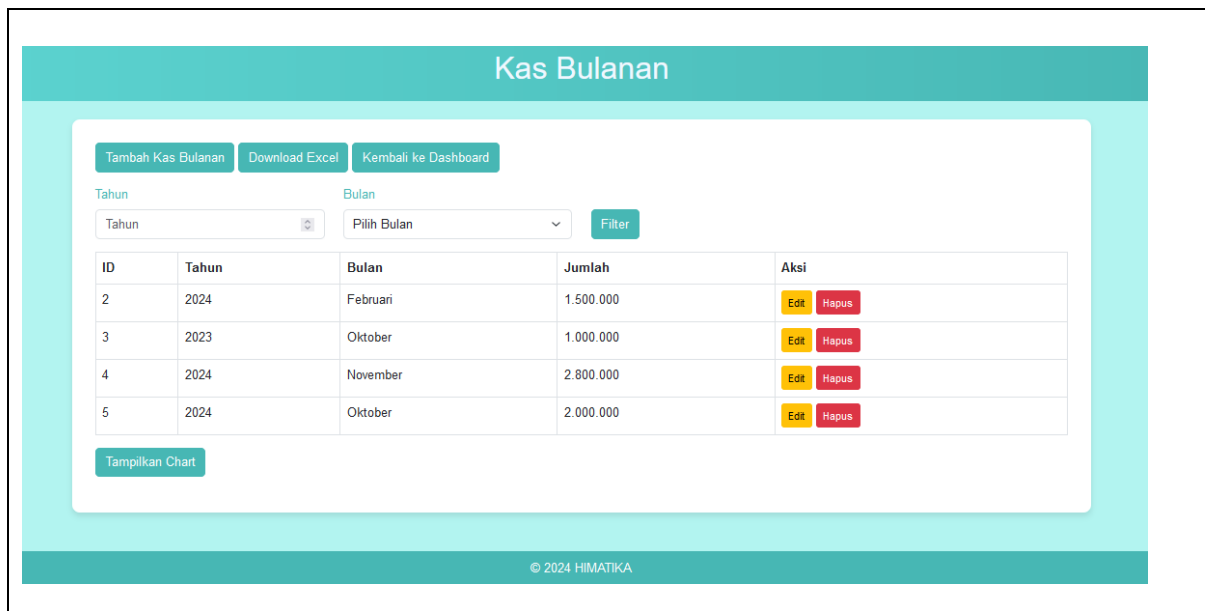 Kas Bulanan
Tambah Kas Bulanan Download Excel Kembali ke Dashboard
Tahun Bulan
Tahun Pilih Bulan Filter
ID Tahun Bulan Jumlah Aksi
2 2024 Februari 1.500.000 Edit Hapus
3 2023 Oktober 1.000.000 Edit Hapus
4 2024 November 2.800.000 Edit Hapus
5 2024 Oktober 2.000.000 Edit Hapus
Tampilkan Chart
© 2024 HIMATIKA